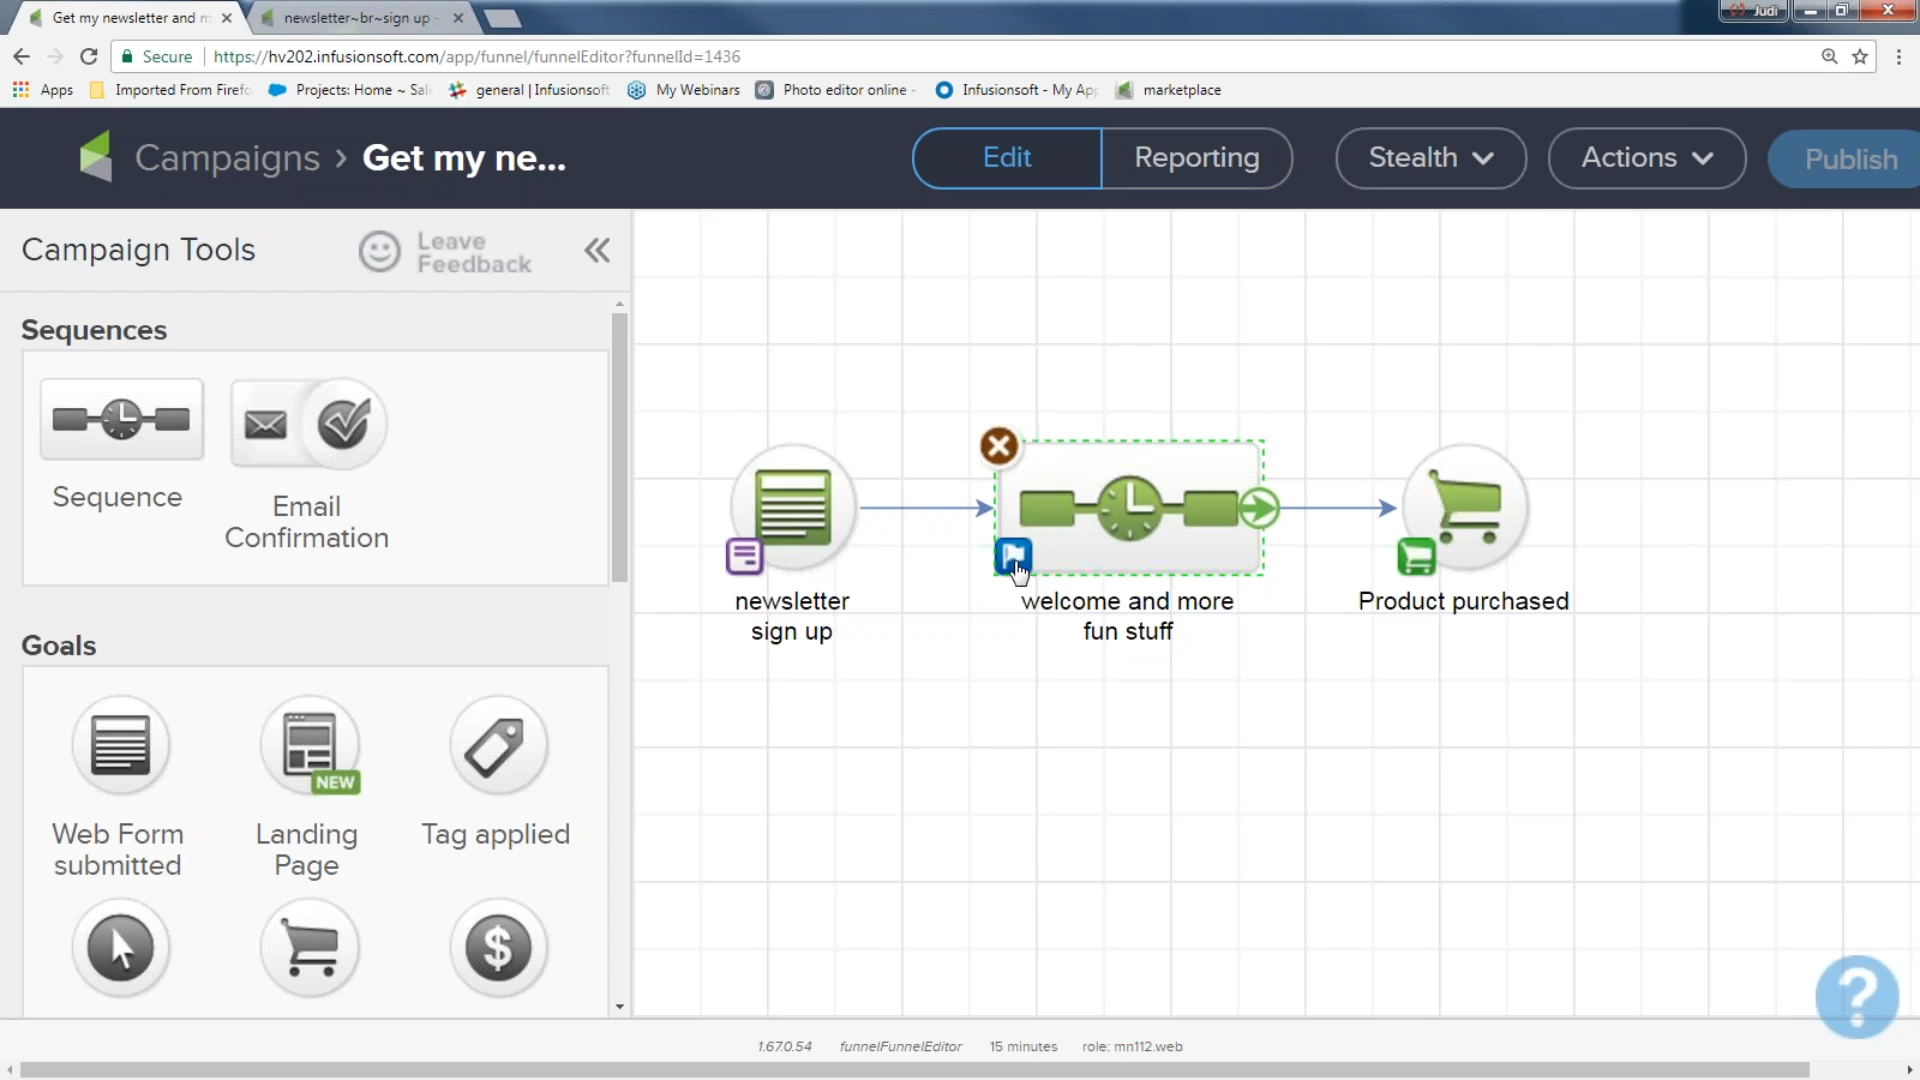 Get my newsletter and m
newsletter~br~sign up -
Judi
Secure
https://hv202.infusionsoft.com/app/funnel/funnelEditor?funnelId=1436
Apps
Imported From Firefo
Projects: Home ~ Sal
general | Infusionsoft
My Webinars
Photo editor online -
Infusionsoft - My App
marketplace
Campaigns › Get my ne...
Edit
Reporting
Stealth
Actions
Publish
Campaign Tools
Leave
Feedback
Sequences
Sequence
Email
Confirmation
Goals
NEW
Web Form
submitted
Landing
Page
Tag applied
$
newsletter
sign up
welcome and more
fun stuff
Product purchased
?
1.67.0.54
funnelFunnelEditor
15 minutes
role: mn112.web